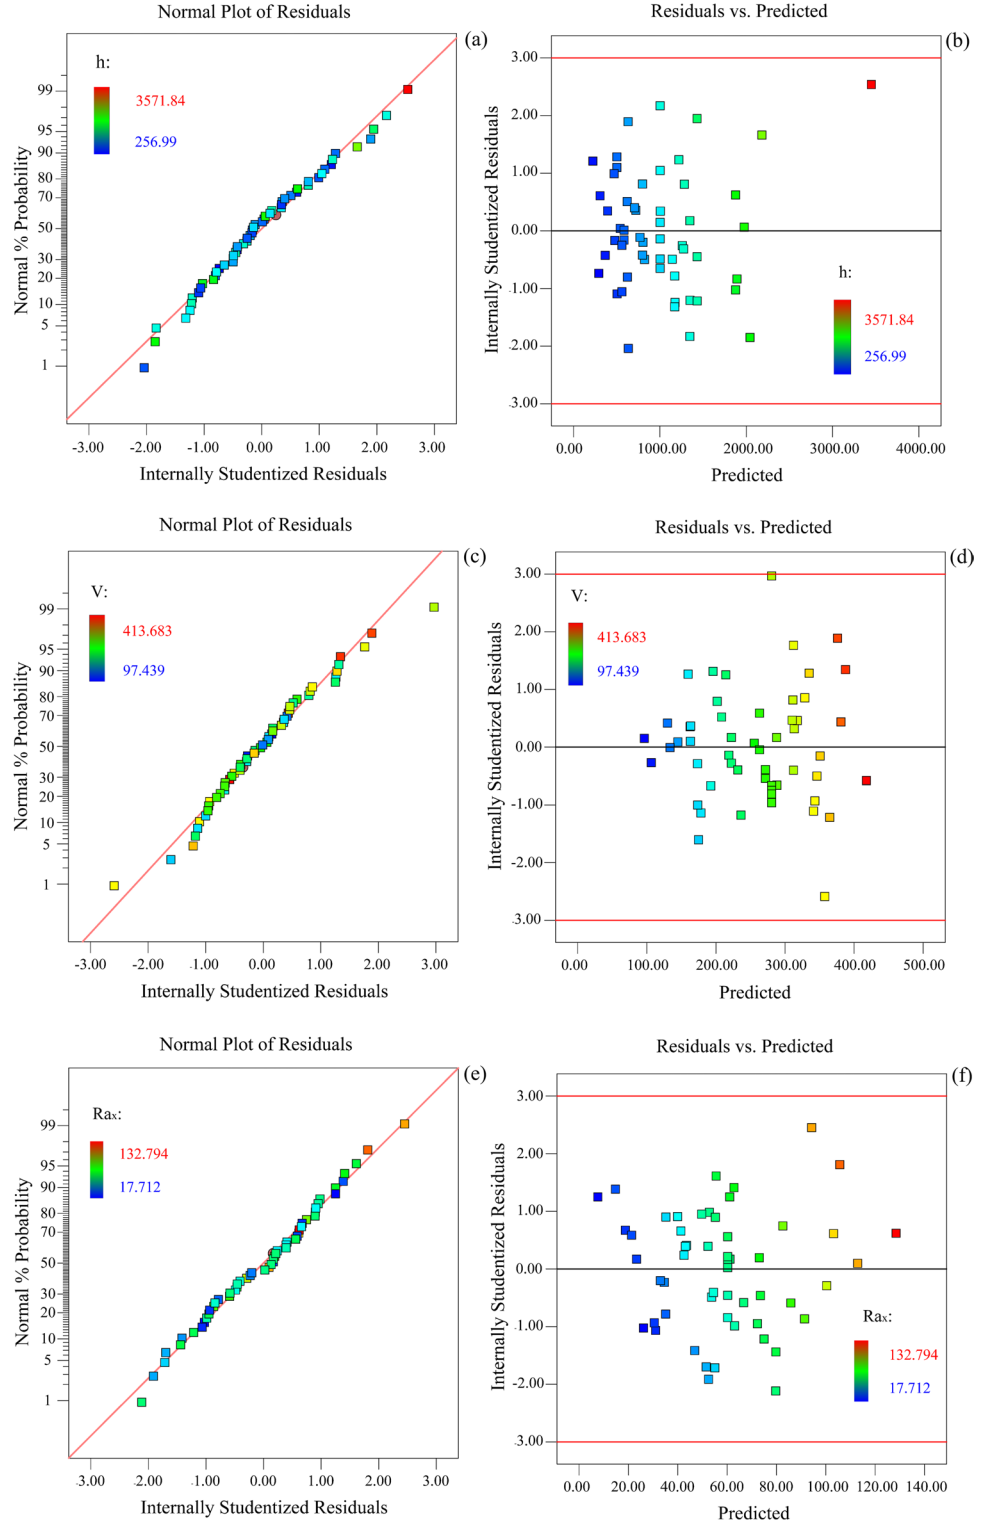 Normal Plot of Residuals
(a)
h:
3571.84
256.99
Normal % Probability
99
95
90
80
70
50
30
20
10
5
1
-3.00 -2.00 -1.00 0.00 1.00 2.00 3.00
Internally Studentized Residuals
Residuals vs. Predicted
(b)
Internally Studentized Residuals
3.00
2.00
1.00
0.00
-1.00
-2.00
-3.00
h:
3571.84
256.99
0.00 1000.00 2000.00 3000.00 4000.00
Predicted
Normal Plot of Residuals
(c)
V:
413.683
97.439
Normal % Probability
99
95
90
80
70
50
30
20
10
5
1
-3.00 -2.00 -1.00 0.00 1.00 2.00 3.00
Internally Studentized Residuals
Residuals vs. Predicted
(d)
V:
413.683
97.439
Internally Studentized Residuals
3.00
2.00
1.00
0.00
-1.00
-2.00
-3.00
0.00 100.00 200.00 300.00 400.00 500.00
Predicted
Normal Plot of Residuals
(e)
Rax:
132.794
17.712
Normal % Probability
99
95
90
80
70
50
30
20
10
5
1
-3.00 -2.00 -1.00 0.00 1.00 2.00 3.00
Internally Studentized Residuals
Residuals vs. Predicted
(f)
Internally Studentized Residuals
3.00
2.00
1.00
0.00
-1.00
-2.00
-3.00
Rax:
132.794
17.712
0.00 20.00 40.00 60.00 80.00 100.00 120.00 140.00
Predicted